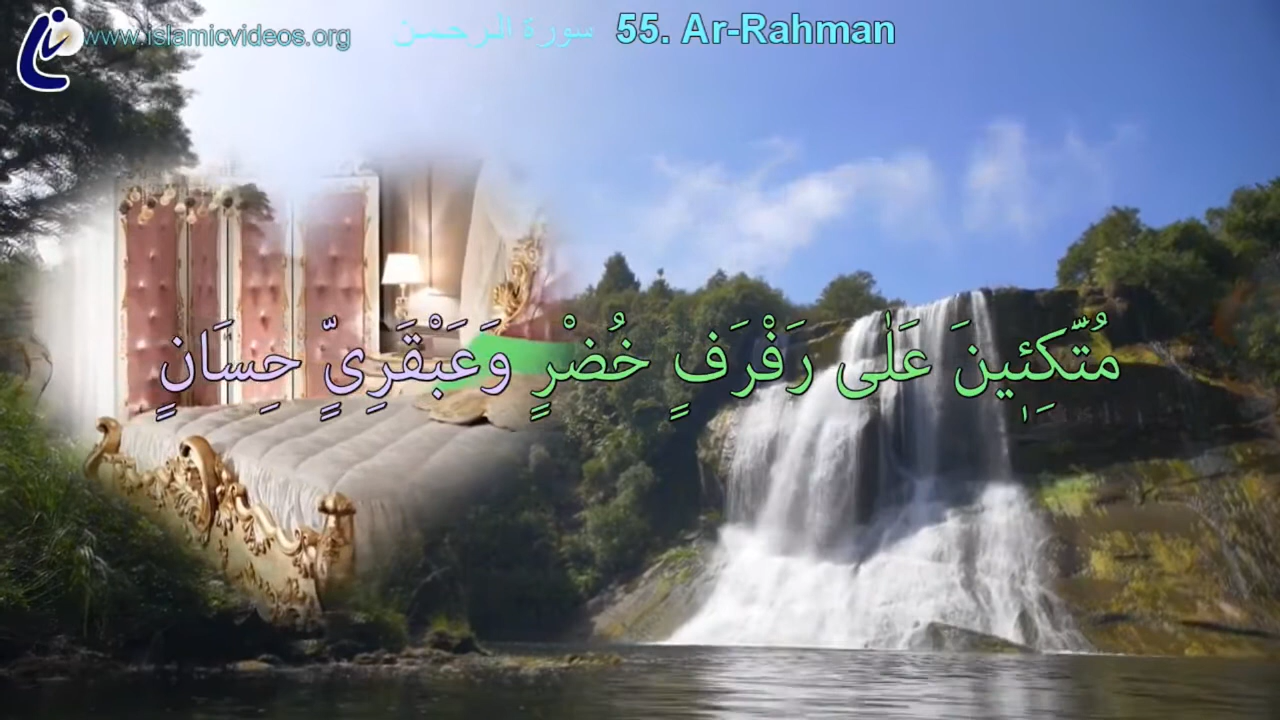 www.islamicvideos.org سورة الرحمن 55. Ar-Rahman
مُتَّكِـِٔينَ عَلَىٰ رَفْرَفٍ خُضْرٍ وَعَبْقَرِيٍّ حِسَانٍ